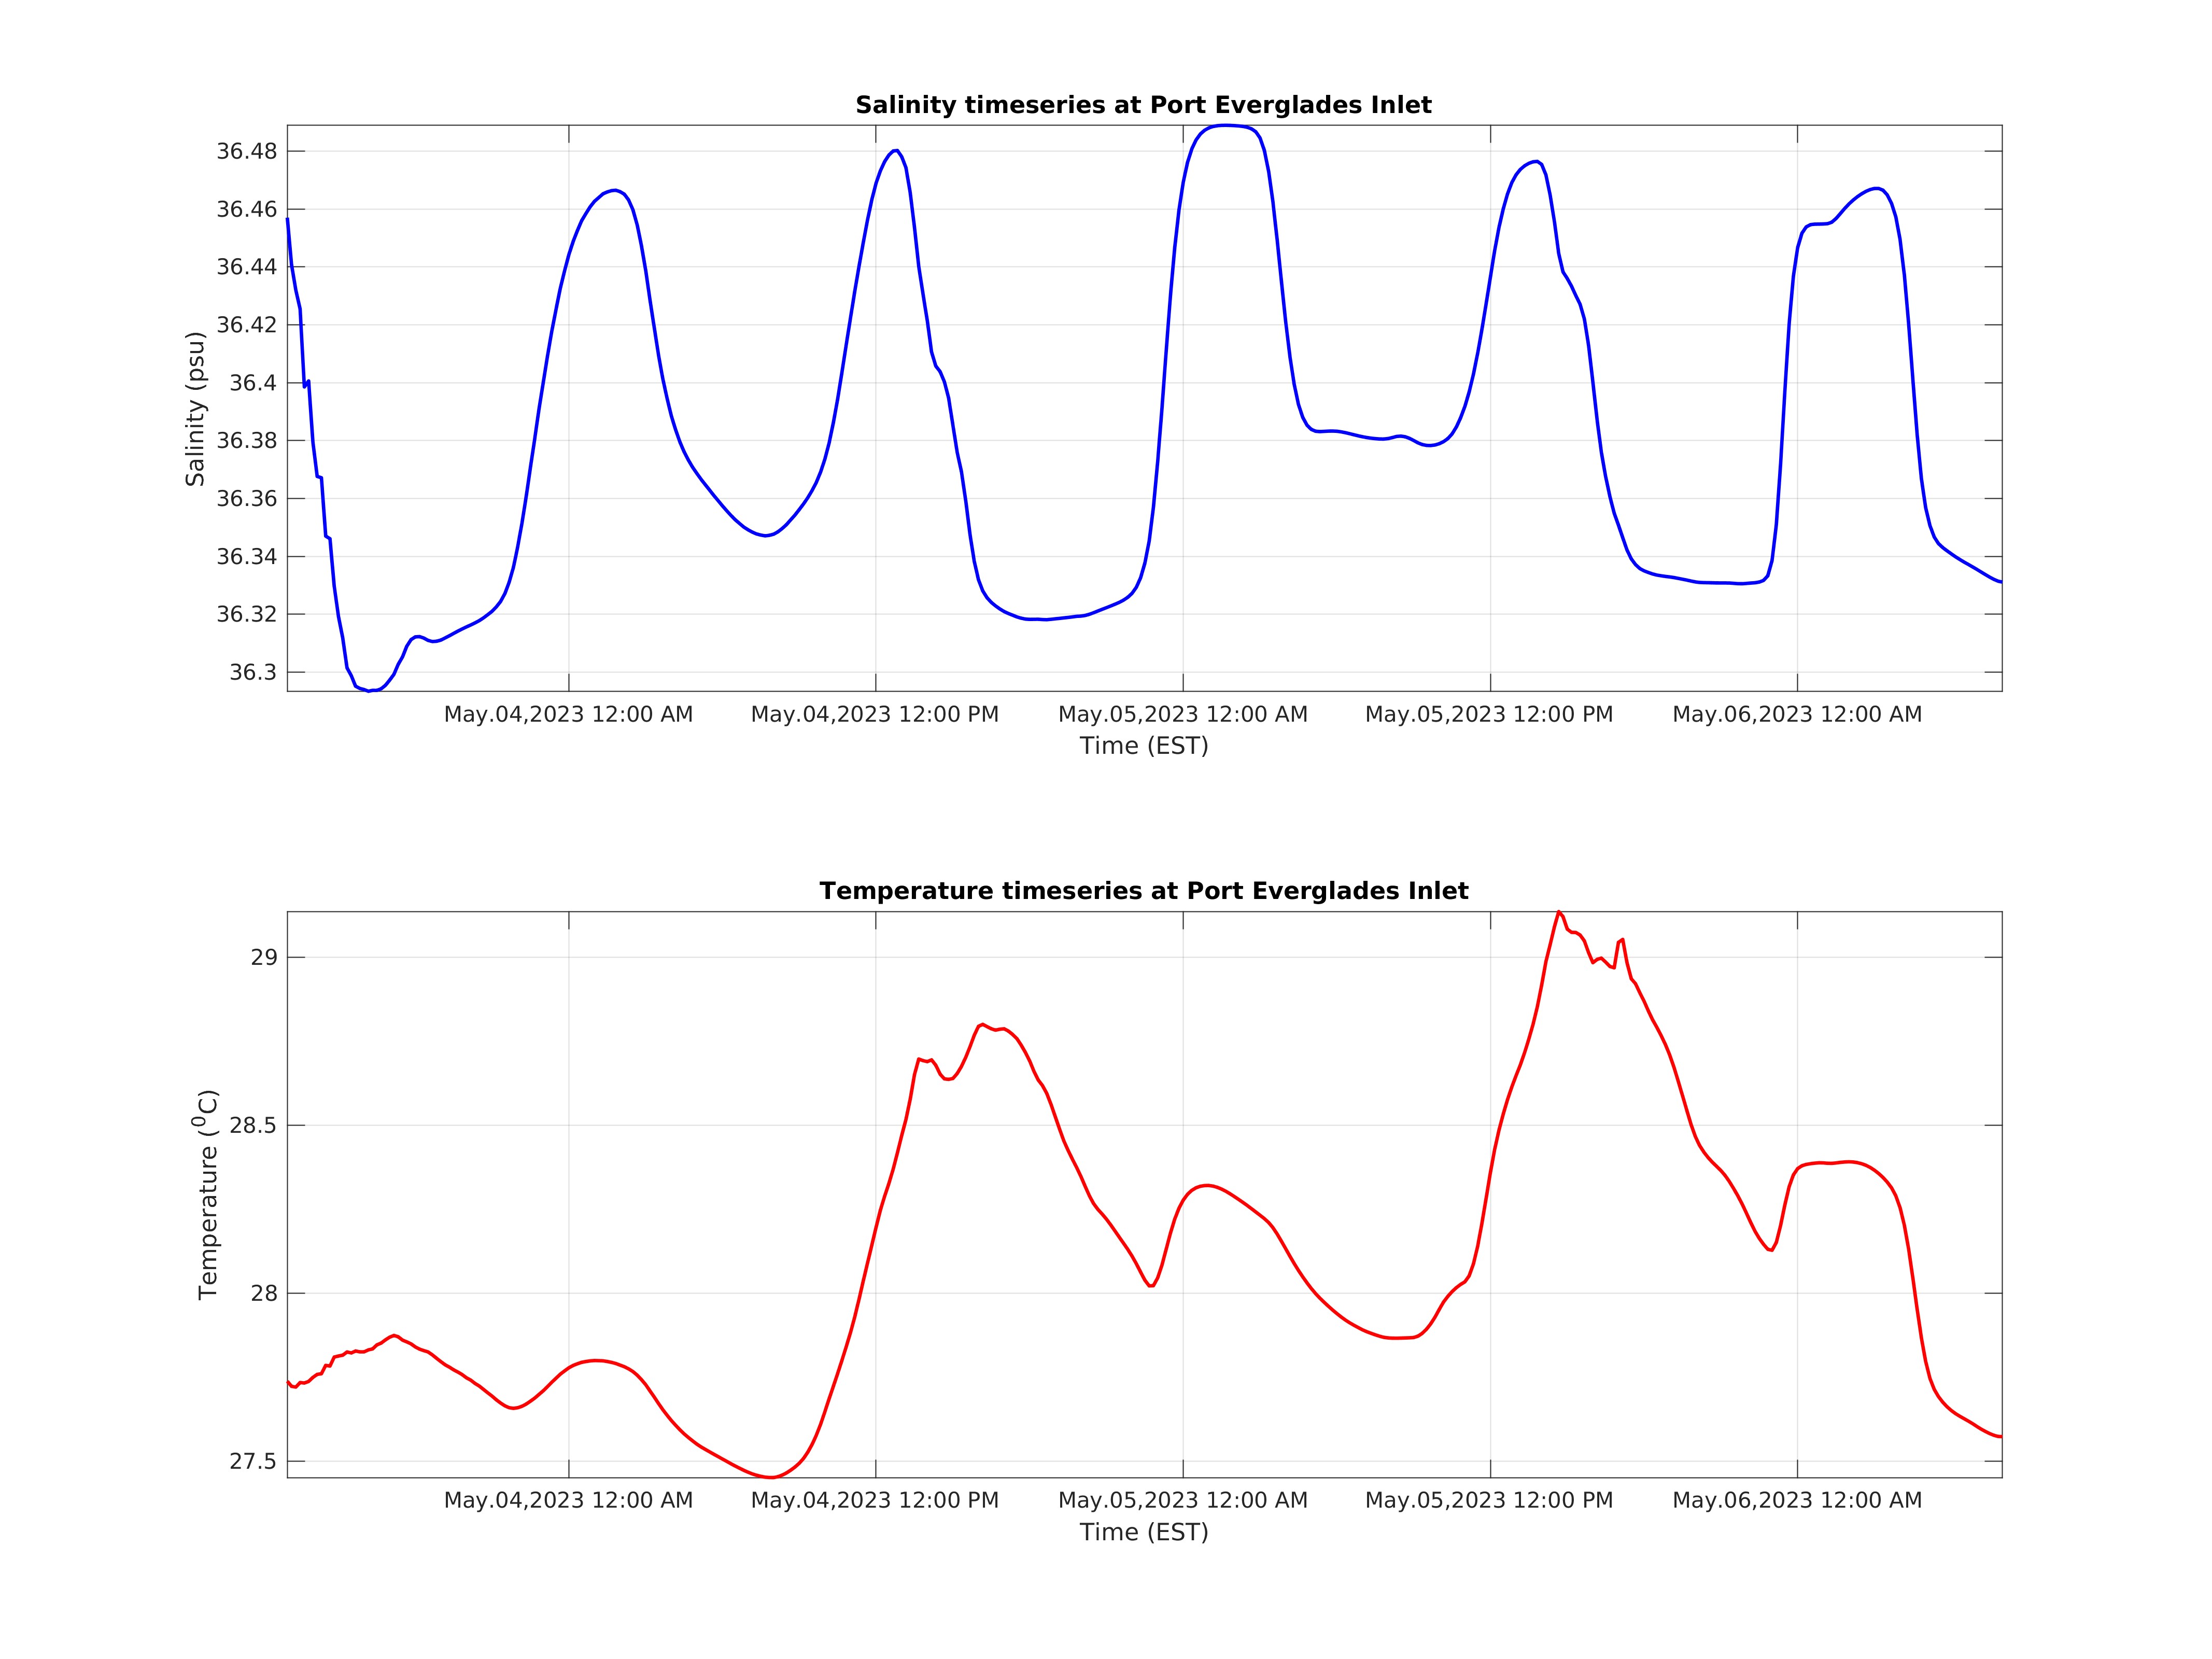 Salinity timeseries at Port Everglades Inlet
36.48
36.46
36.44
36.42
36.4
36.38
36.36
36.34
36.32
36.3
Salinity (psu)
May.04,2023 12:00 AM May.04,2023 12:00 PM May.05,2023 12:00 AM May.05,2023 12:00 PM May.06,2023 12:00 AM
Time (EST)
Temperature timeseries at Port Everglades Inlet
29
28.5
28
27.5
Temperature (⁰C)
May.04,2023 12:00 AM May.04,2023 12:00 PM May.05,2023 12:00 AM May.05,2023 12:00 PM May.06,2023 12:00 AM
Time (EST)